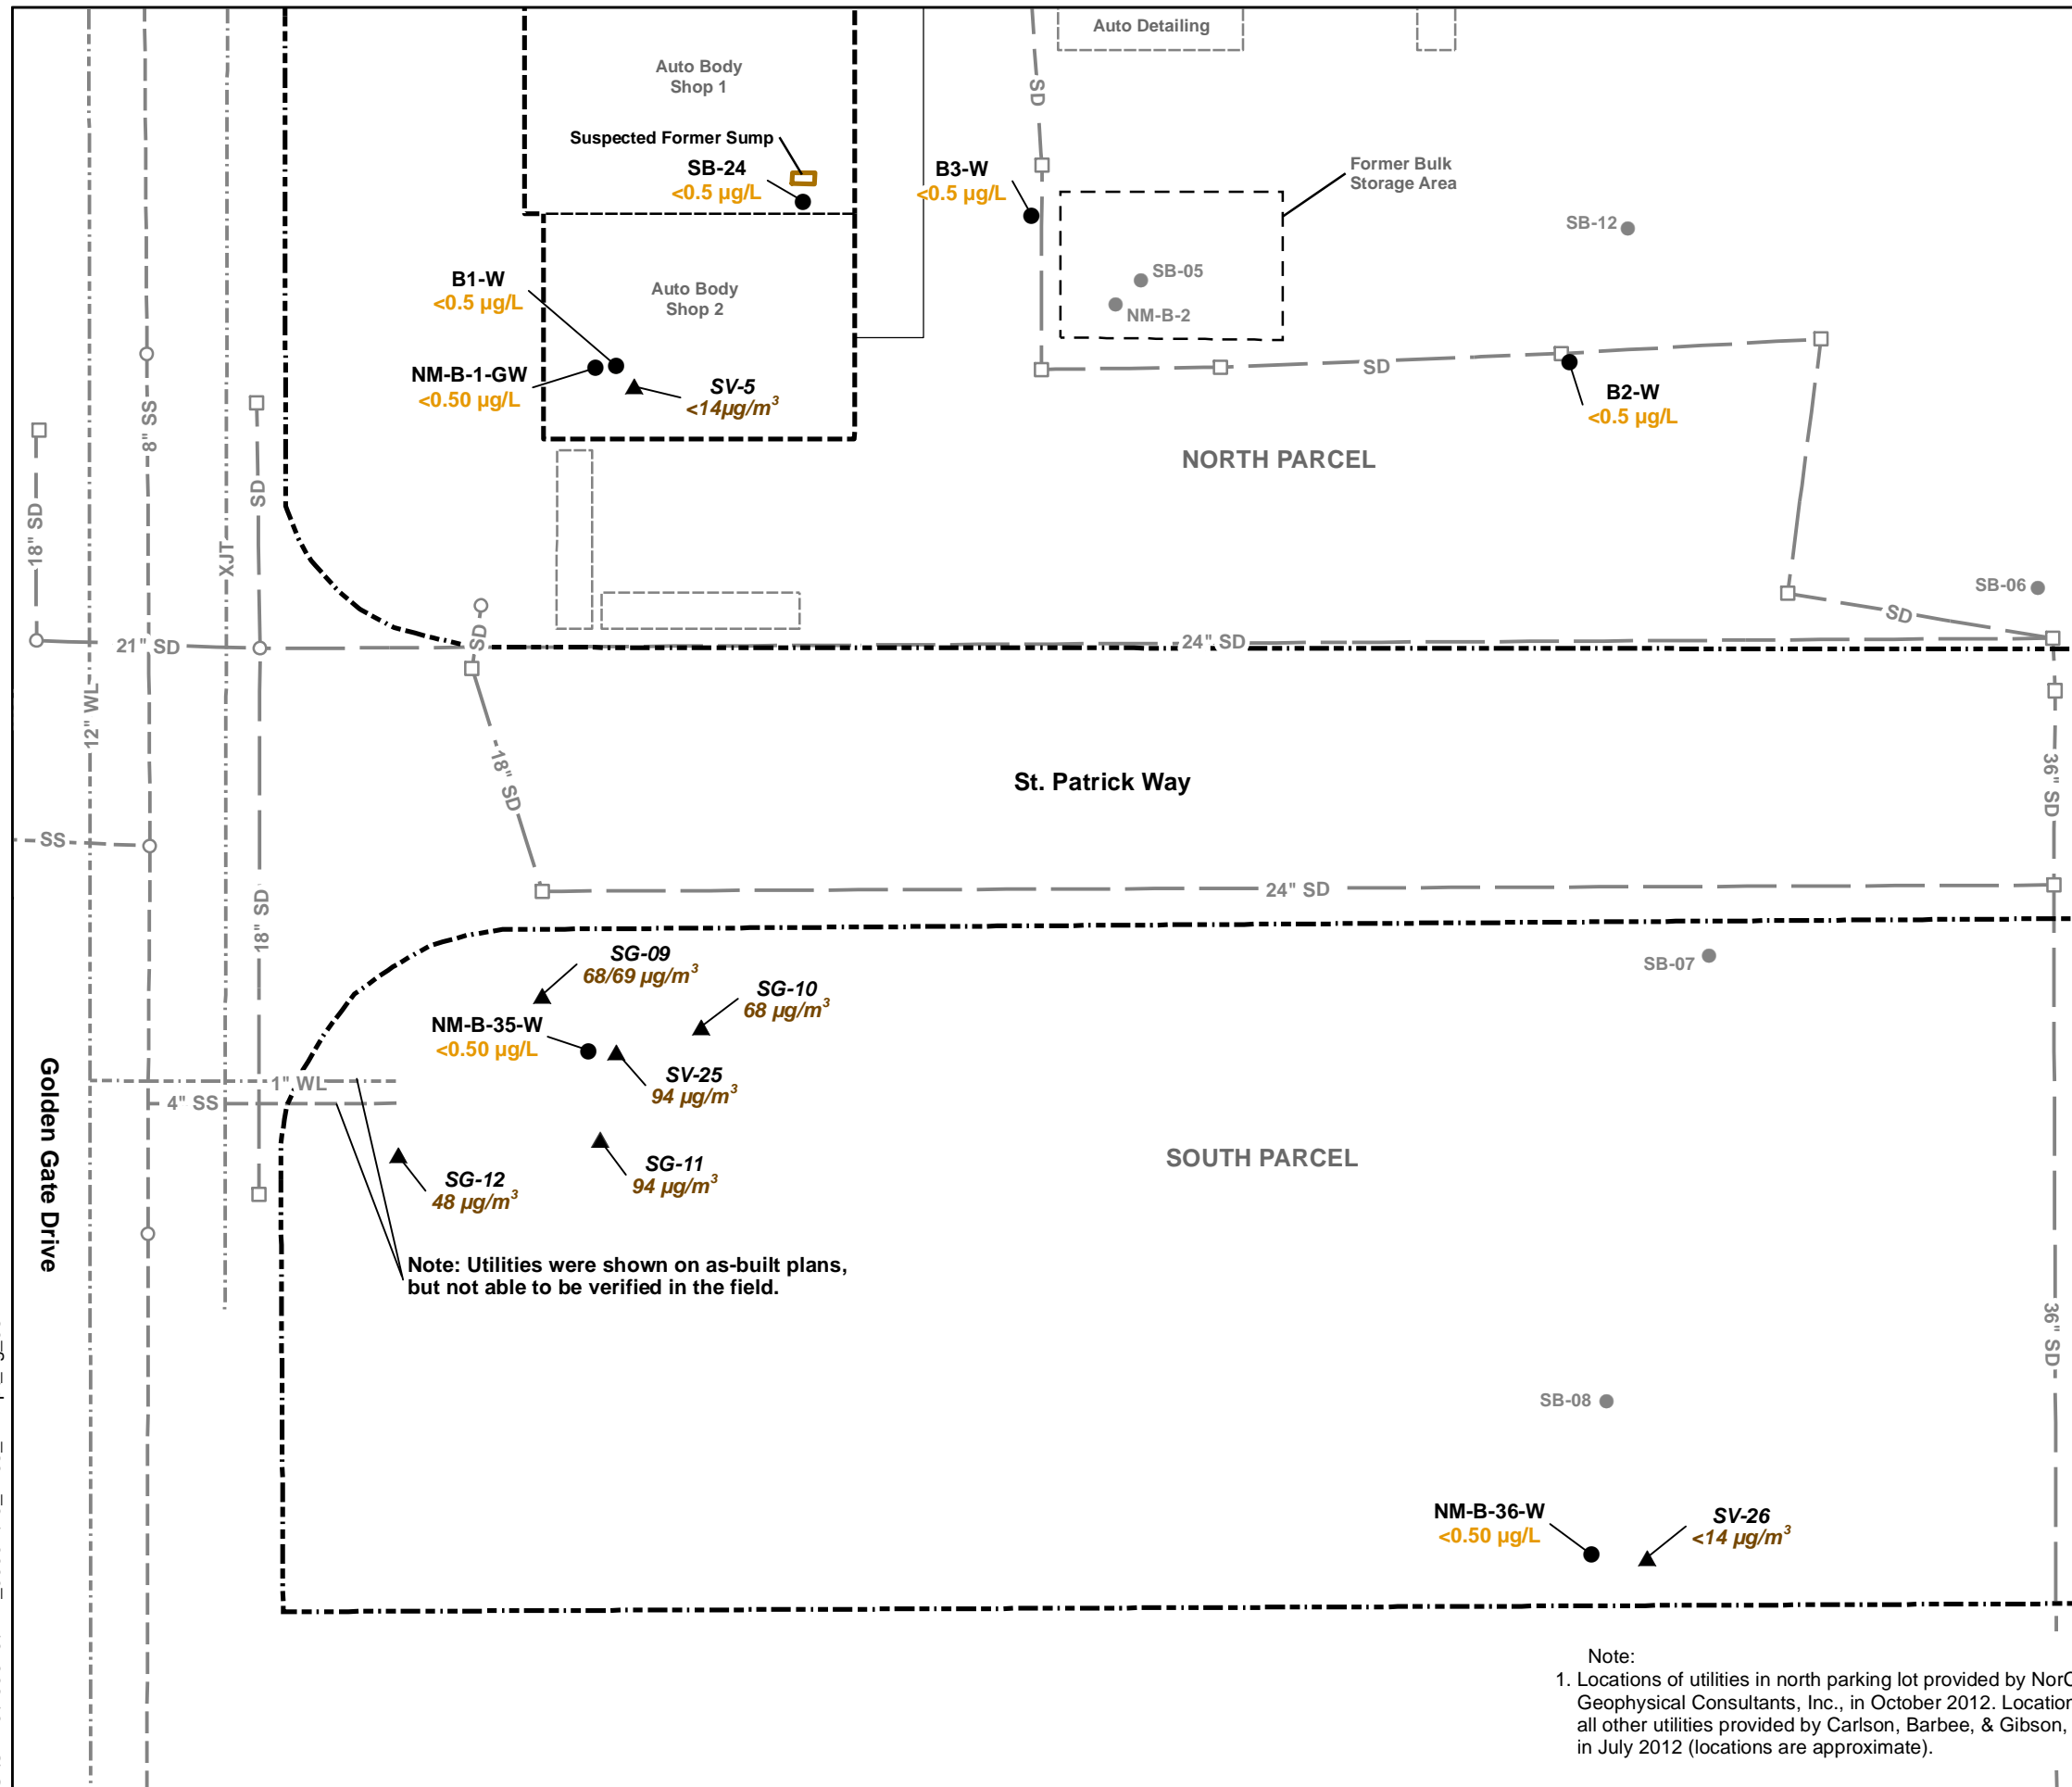 Auto Detailing
Auto Body
Shop 1
Suspected Former Sump
SB-24
<0.5 µg/L
B3-W
<0.5 µg/L
SD
Former Bulk
Storage Area
SB-12
SB-05
NM-B-2
B1-W
<0.5 µg/L
Auto Body
Shop 2
NM-B-1-GW
<0.50 µg/L
SV-5
<14µg/m³
SD
B2-W
<0.5 µg/L
8" SS
NORTH PARCEL
SD
18" SD
XJT
SB-06
SD
SD
21" SD
24" SD
12" WL
18" SD
St. Patrick Way
36" SD
SS
24" SD
18" SD
SG-09
68/69 µg/m³
SB-07
SG-10
68 µg/m³
NM-B-35-W
<0.50 µg/L
SV-25
94 µg/m³
1" WL
4" SS
Golden Gate Drive
SG-11
94 µg/m³
SOUTH PARCEL
SG-12
48 µg/m³
Note: Utilities were shown on as-built plans,
but not able to be verified in the field.
36" SD
SB-08
NM-B-36-W
<0.50 µg/L
SV-26
<14 µg/m³
Note:
1. Locations of utilities in north parking lot provided by
Geophysical Consultants, Inc., in October 2012.
all other utilities provided by Carlson, Barbee, & Gibson,
in July 2012 (locations are approximate).